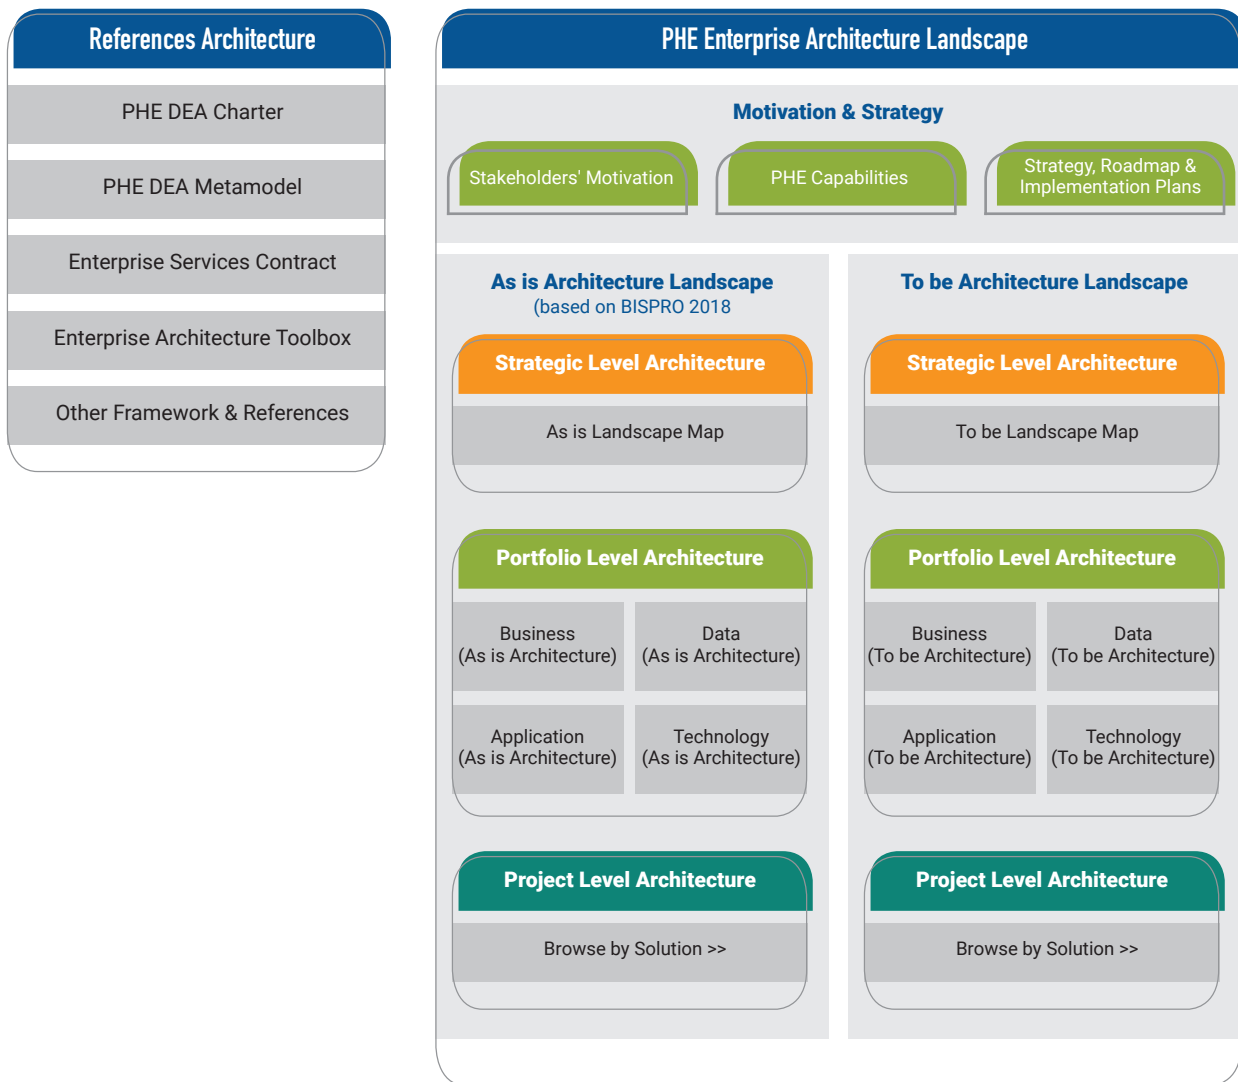 References Architecture
PHE DEA Charter
PHE DEA Metamodel
Enterprise Services Contract
Enterprise Architecture Toolbox
Other Framework & References
PHE Enterprise Architecture Landscape
Motivation & Strategy
Stakeholders' Motivation
PHE Capabilities
Strategy, Roadmap &
Implementation Plans
As is Architecture Landscape
(based on BISPRO 2018
Strategic Level Architecture
As is Landscape Map
Portfolio Level Architecture
Business
(As is Architecture)
Data
(As is Architecture)
Application
(As is Architecture)
Technology
(As is Architecture)
Project Level Architecture
Browse by Solution >>
To be Architecture Landscape
Strategic Level Architecture
To be Landscape Map
Portfolio Level Architecture
Business
(To be Architecture)
Data
(To be Architecture)
Application
(To be Architecture)
Technology
(To be Architecture)
Project Level Architecture
Browse by Solution >>